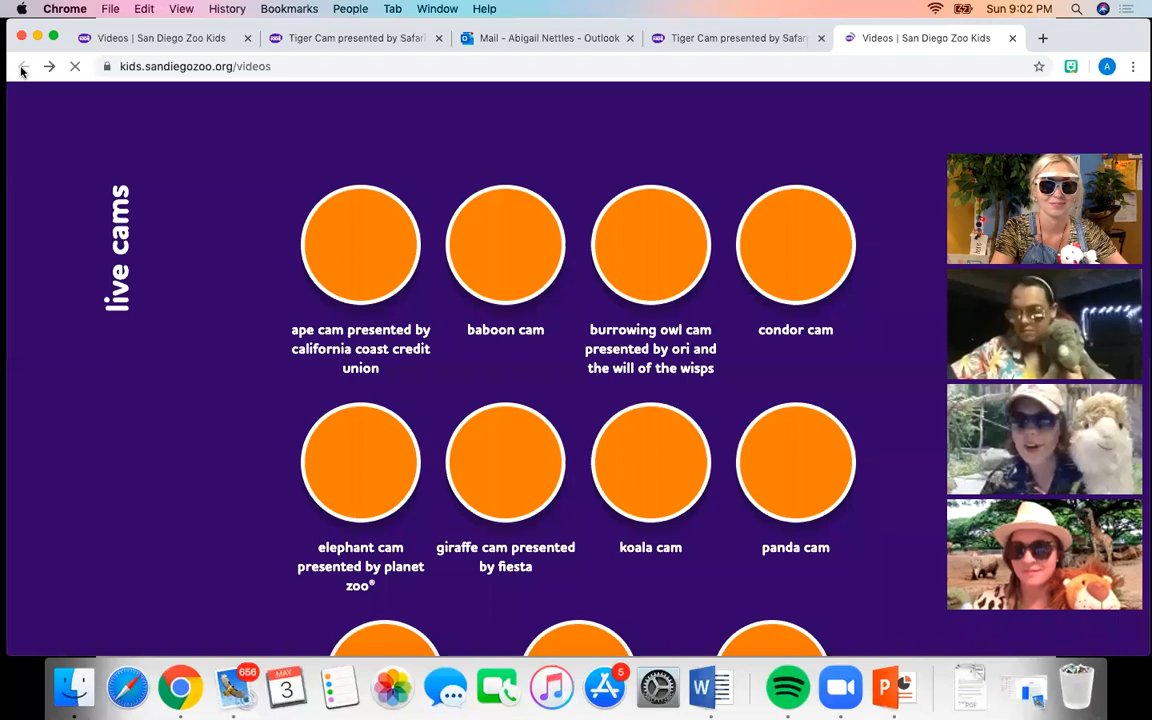 Chrome File Edit View History Bookmarks People Tab Window Help Sun 9:02 PM
Videos | San Diego Zoo Kids Tiger Cam presented by Safari Mail - Abigail Nettles - Outlook Tiger Cam presented by Safar Videos | San Diego Zoo Kids
kids.sandiegozoo.org/videos A
live cams
ape cam presented by
california coast credit
union
baboon cam
burrowing owl cam
presented by ori and
the will of the wisps
condor cam
elephant cam
presented by planet
zoo®
giraffe cam presented
by fiesta
koala cam
panda cam
656 MAY 3 5 W P PDF